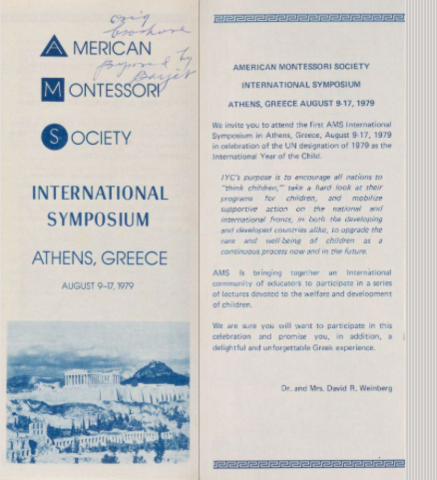 orig
brochure
AMERICAN
MONTESSORI
SOCIETY
INTERNATIONAL
SYMPOSIUM
ATHENS, GREECE
AUGUST 9-17, 1979
AMERICAN MONTESSORI SOCIETY
INTERNATIONAL SYMPOSIUM
ATHENS, GREECE AUGUST 9-17, 1979
We invite you to attend the first AMS International
Symposium in Athens, Greece, August 9-17, 1979
in celebration of the UN designation of 1979 as the
International Year of the Child.
IYC's purpose is to encourage all nations to
"think children," take a hard look at their
programs for children, and mobilize
supportive action on the national and
international fronts, in both the developing
and developed countries alike, to upgrade the
care and well-being of children as a
continuous process now and in the future.
AMS is bringing together an International
community of educators to participate in a series
of lectures devoted to the welfare and development
of children.
We are sure you will want to participate in this
celebration and promise you, in addition, a
delightful and unforgettable Greek experience.
Dr. and Mrs. David R. Weinberg